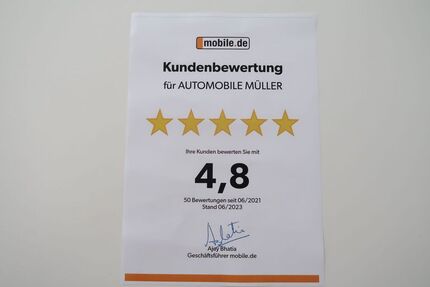 mobile.de
Kundenbewertung
für AUTOMOBILE MÜLLER
Ihre Kunden bewerten Sie mit
4,8
50 Bewertungen seit 06/2021
Stand 06/2023
Ajay Bhatia
Geschäftsführer mobile.de